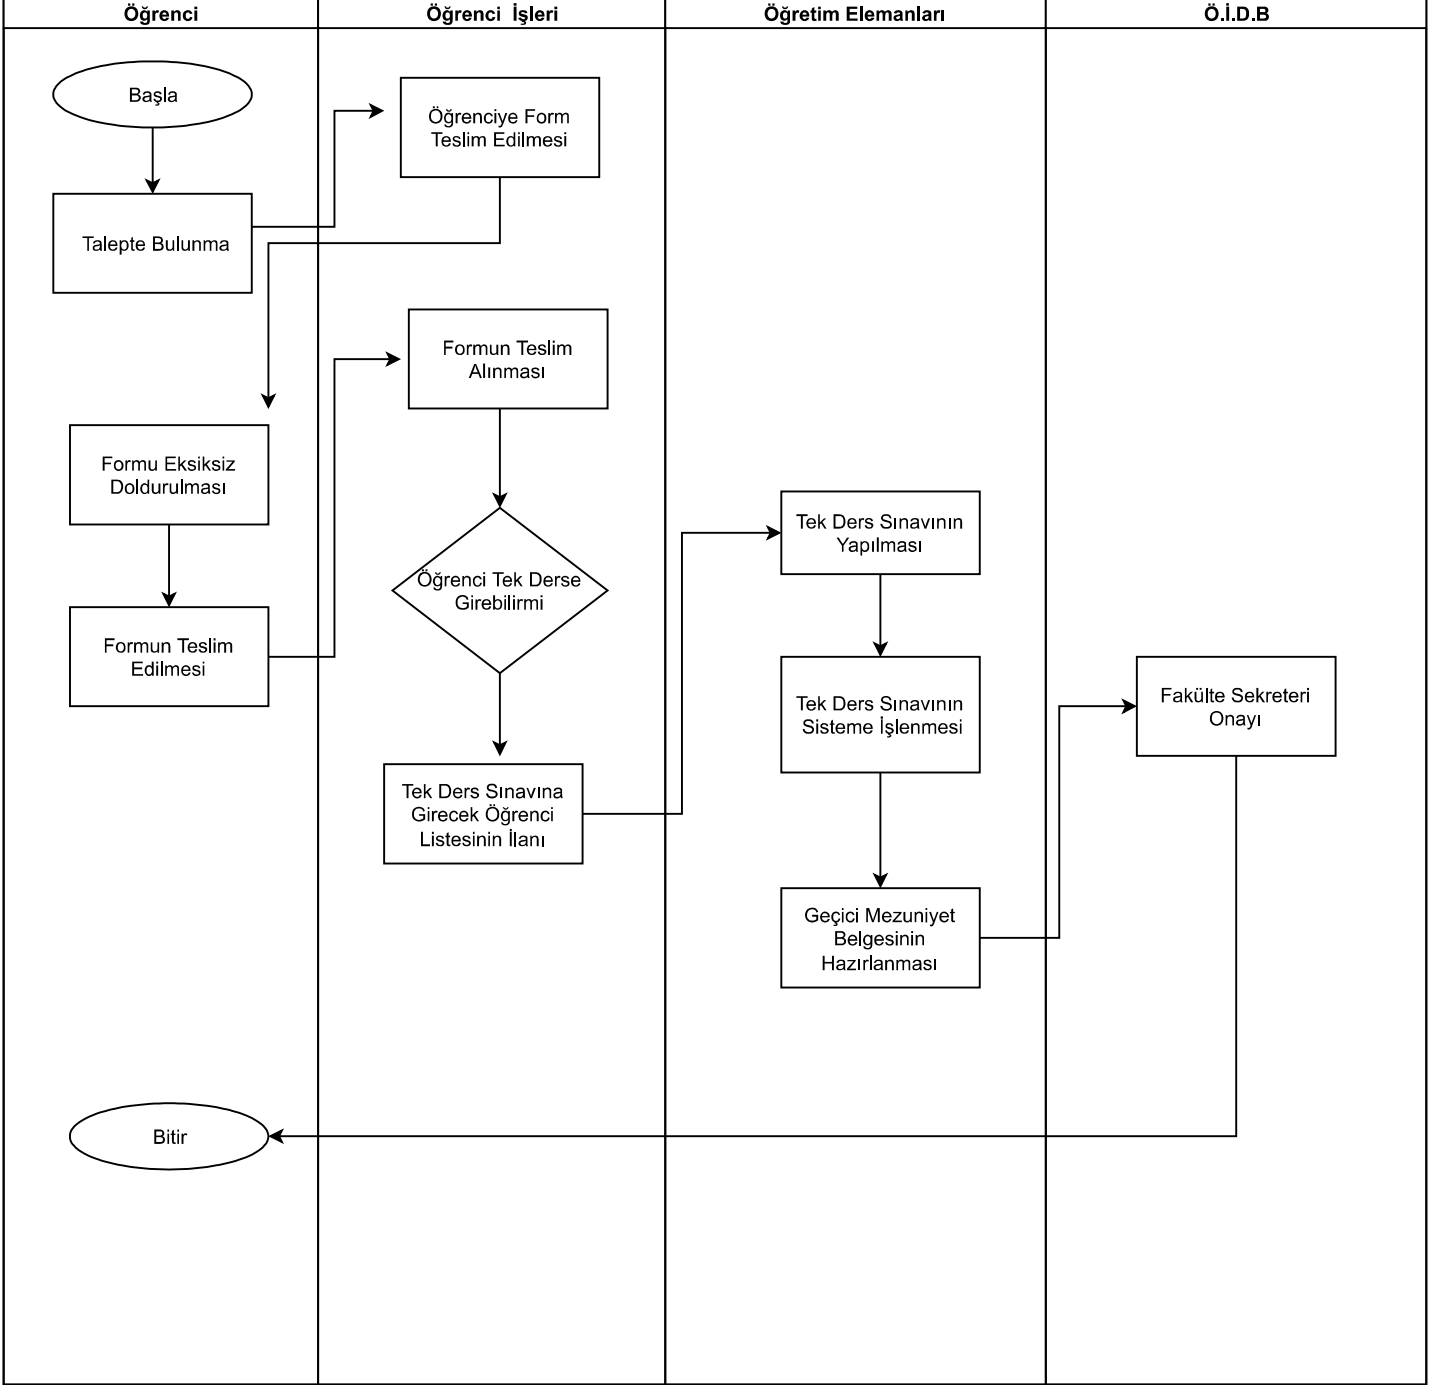 Öğrenci
Öğrenci İşleri
Öğretim Elemanları
Ö.İ.D.B
Başla
Talepte Bulunma
Öğrenciye Form
Teslim Edilmesi
Formu Eksiksiz
Doldurulması
Formun Teslim
Edilmesi
Formun Teslim
Alınması
Öğrenci Tek Derse
Girebilirmi
Tek Ders Sınavına
Girecek Öğrenci
Listesinin İlanı
Tek Ders Sınavının
Yapılması
Tek Ders Sınavının
Sisteme İşlenmesi
Geçici Mezuniyet
Belgesinin
Hazırlanması
Fakülte Sekreteri
Onayı
Bitir